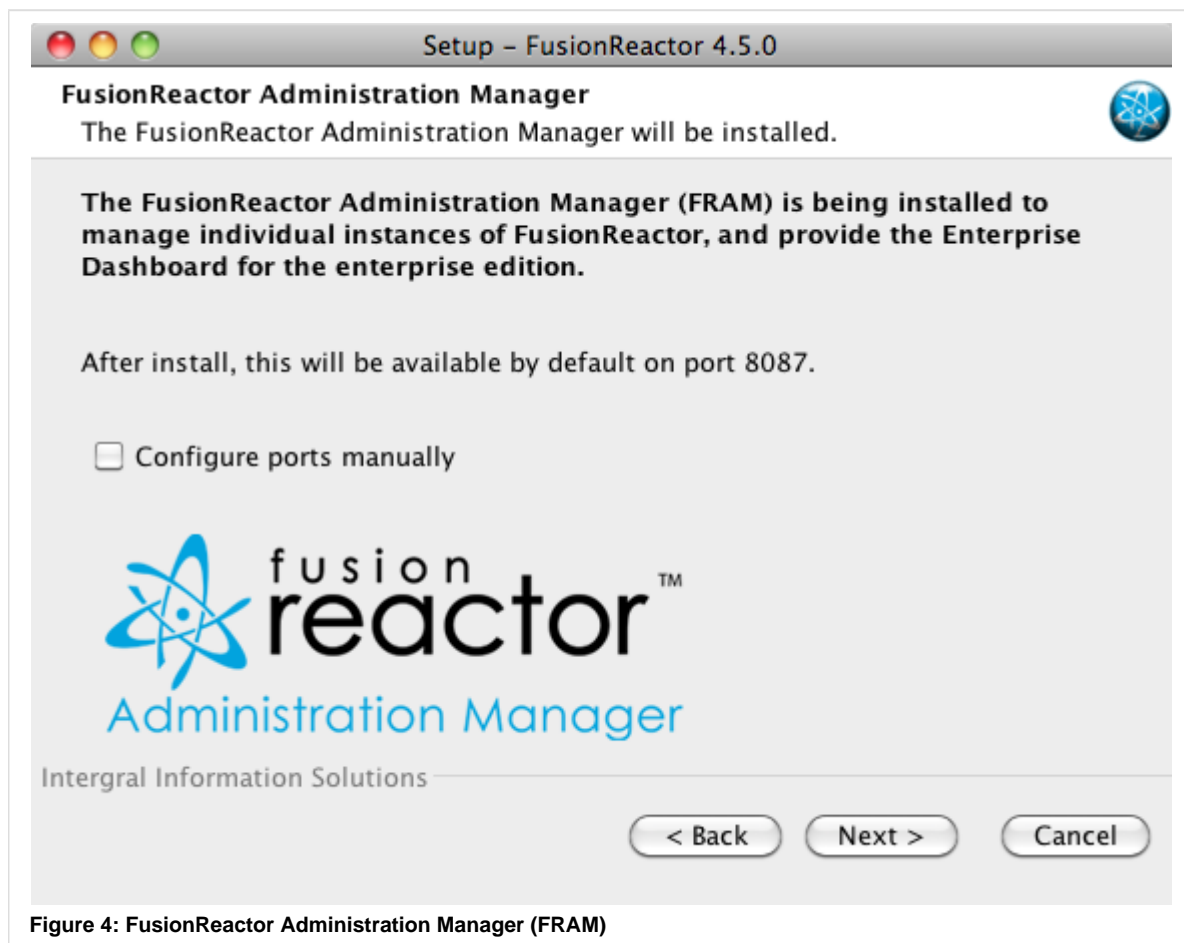 Setup – FusionReactor 4.5.0
FusionReactor Administration Manager
The FusionReactor Administration Manager will be installed.
The FusionReactor Administration Manager (FRAM) is being installed to
manage individual instances of FusionReactor, and provide the Enterprise
Dashboard for the enterprise edition.
After install, this will be available by default on port 8087.
Configure ports manually
fusion
reactor™
Administration Manager
Intergral Information Solutions
< Back Next > Cancel
Figure 4: FusionReactor Administration Manager (FRAM)